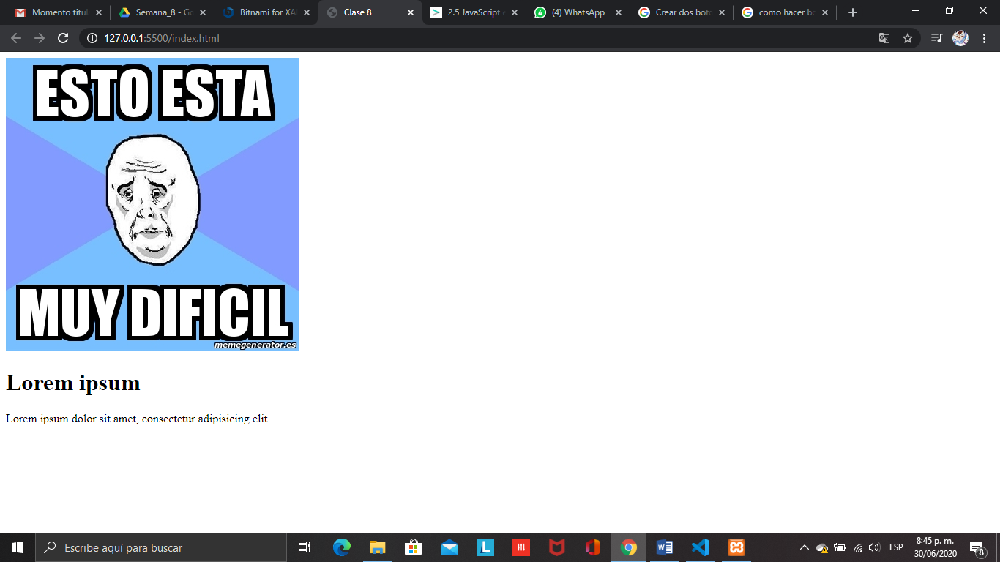 Momento titul
Semana_8 - Go
Bitnami for XA
Clase 8
2.5 JavaScript e
(4) WhatsApp
Crear dos boto
como hacer bo
127.0.0.1:5500/index.html
ESTO ESTA
MUY DIFICIL
memegenerator.es
Lorem ipsum
Lorem ipsum dolor sit amet, consectetur adipisicing elit
Escribe aquí para buscar
L
ESP
8:45 p. m.
30/06/2020
8